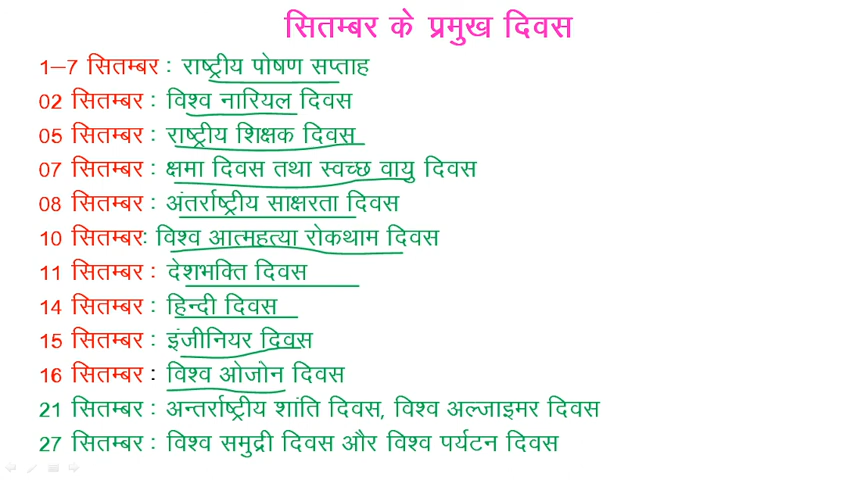 सितम्बर के प्रमुख दिवस
1–7 सितम्बर : राष्ट्रीय पोषण सप्ताह
02 सितम्बर : विश्व नारियल दिवस
05 सितम्बर : राष्ट्रीय शिक्षक दिवस
07 सितम्बर : क्षमा दिवस तथा स्वच्छ वायु दिवस
08 सितम्बर : अंतर्राष्ट्रीय साक्षरता दिवस
10 सितम्बर: विश्व आत्महत्या रोकथाम दिवस
11 सितम्बर : देशभक्ति दिवस
14 सितम्बर : हिन्दी दिवस
15 सितम्बर : इंजीनियर दिवस
16 सितम्बर : विश्व ओजोन दिवस
21 सितम्बर : अन्तर्राष्ट्रीय शांति दिवस, विश्व अल्जाइमर दिवस
27 सितम्बर : विश्व समुद्री दिवस और विश्व पर्यटन दिवस